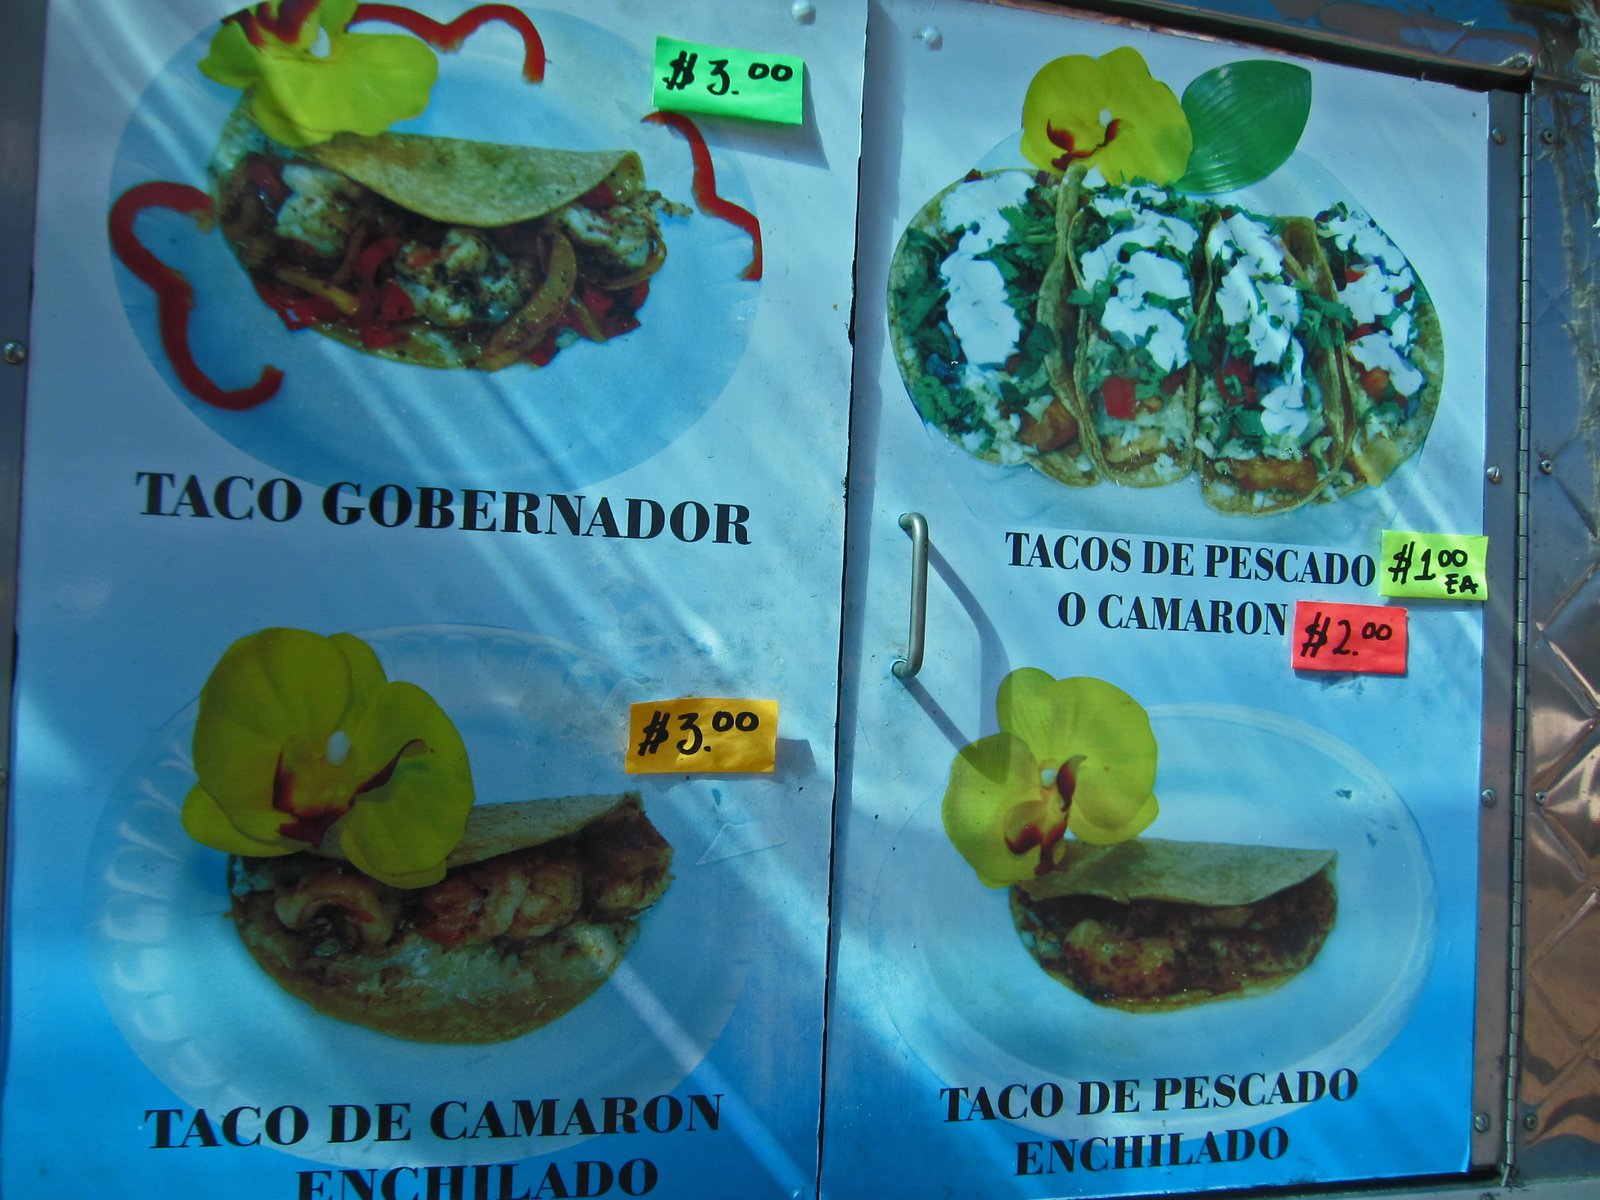 $3.00
TACO GOBERNADOR
$3.00
TACO DE CAMARON
ENCHILADO
TACOS DE PESCADO $1.00 EA
O CAMARON $2.00
TACO DE PESCADO
ENCHILADO